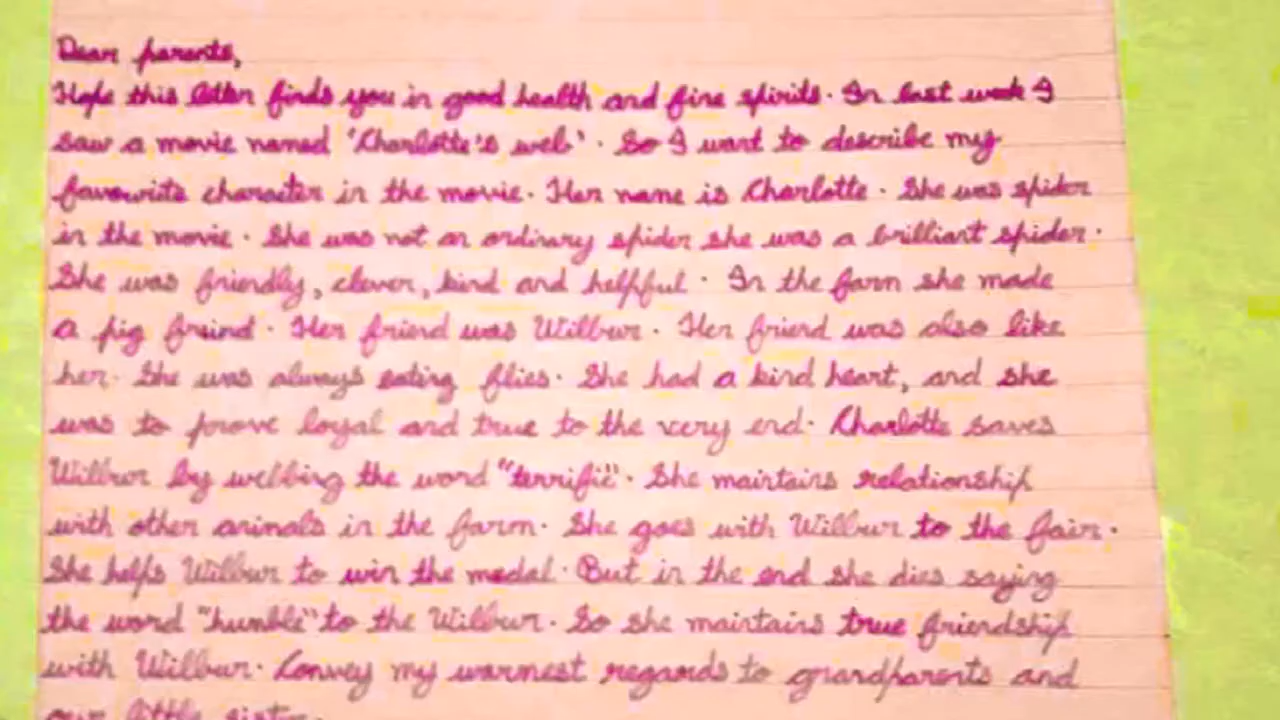 Dear parents,
Hope this letter finds you in good health and fine spirits. In last week I
saw a movie named 'Charlotte's web'. So I want to describe my
favourite character in the movie. Her name is Charlotte. She was spider
in the movie. She was not an ordinary spider she was a brilliant spider.
She was friendly, clever, kind and helpful. In the farm she made
a pig freind. Her friend was Wilbur. Her friend was also like
her. She was always eating flies. She had a kind heart, and she
was to prove loyal and true to the very end. Charlotte saves
Wilbur by webbing the word "terrific". She maintains relationship
with other animals in the farm. She goes with Wilbur to the fair.
She helps Wilbur to win the medal. But in the end she dies saying
the word "humble" to the Wilbur. So she maintains true friendship
with Wilbur. Convey my warmest regards to grandparents and
our little sister.